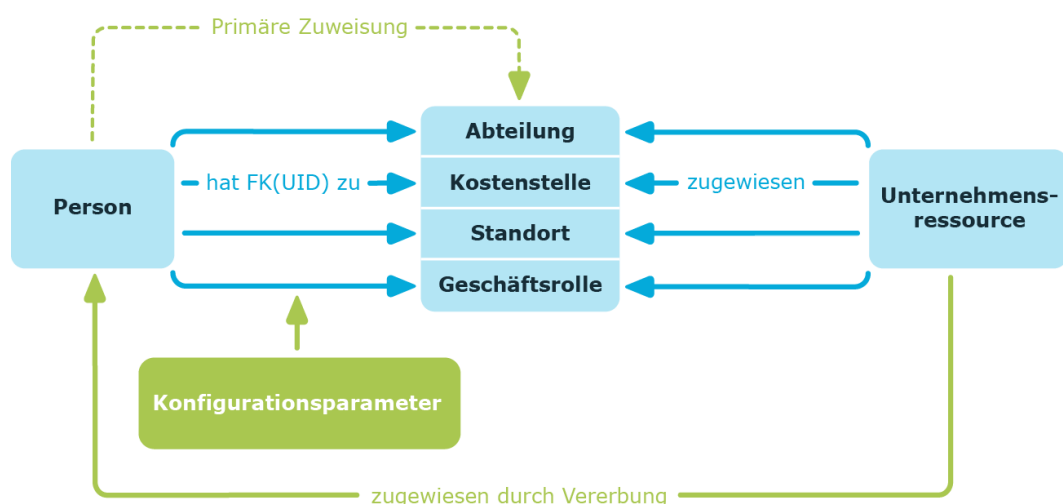 Primäre Zuweisung
Abteilung
hat FK(UID) zu
Kostenstelle
zugewiesen
Person
Unternehmens-
ressource
Standort
Geschäftsrolle
Konfigurationsparameter
zugewiesen durch Vererbung